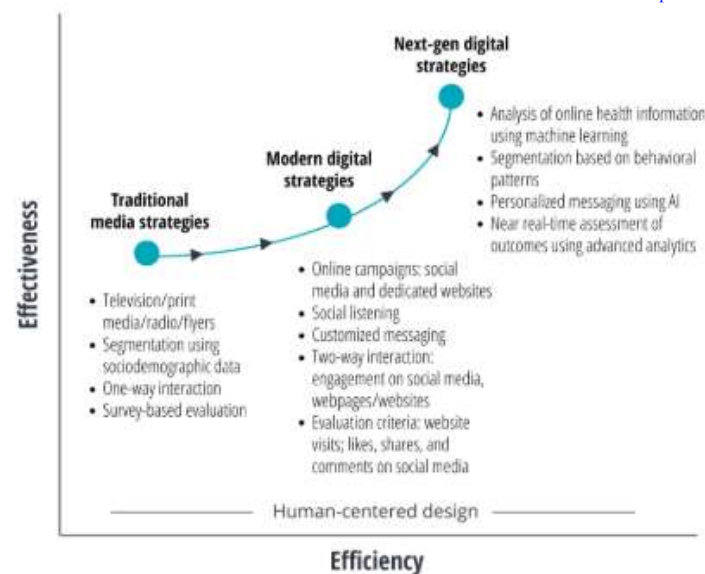 Next-gen digital
strategies
• Analysis of online health information
using machine learning
• Segmentation based on behavioral
patterns
• Personalized messaging using AI
• Near real-time assessment of
outcomes using advanced analytics
Modern digital
strategies
• Online campaigns: social
media and dedicated websites
• Social listening
• Customized messaging
• Two-way interaction:
engagement on social media,
webpages/websites
• Evaluation criteria: website
visits; likes, shares, and
comments on social media
Traditional
media strategies
• Television/print
media/radio/flyers
• Segmentation using
sociodemographic data
• One-way interaction
• Survey-based evaluation
Effectiveness
Human-centered design
Efficiency